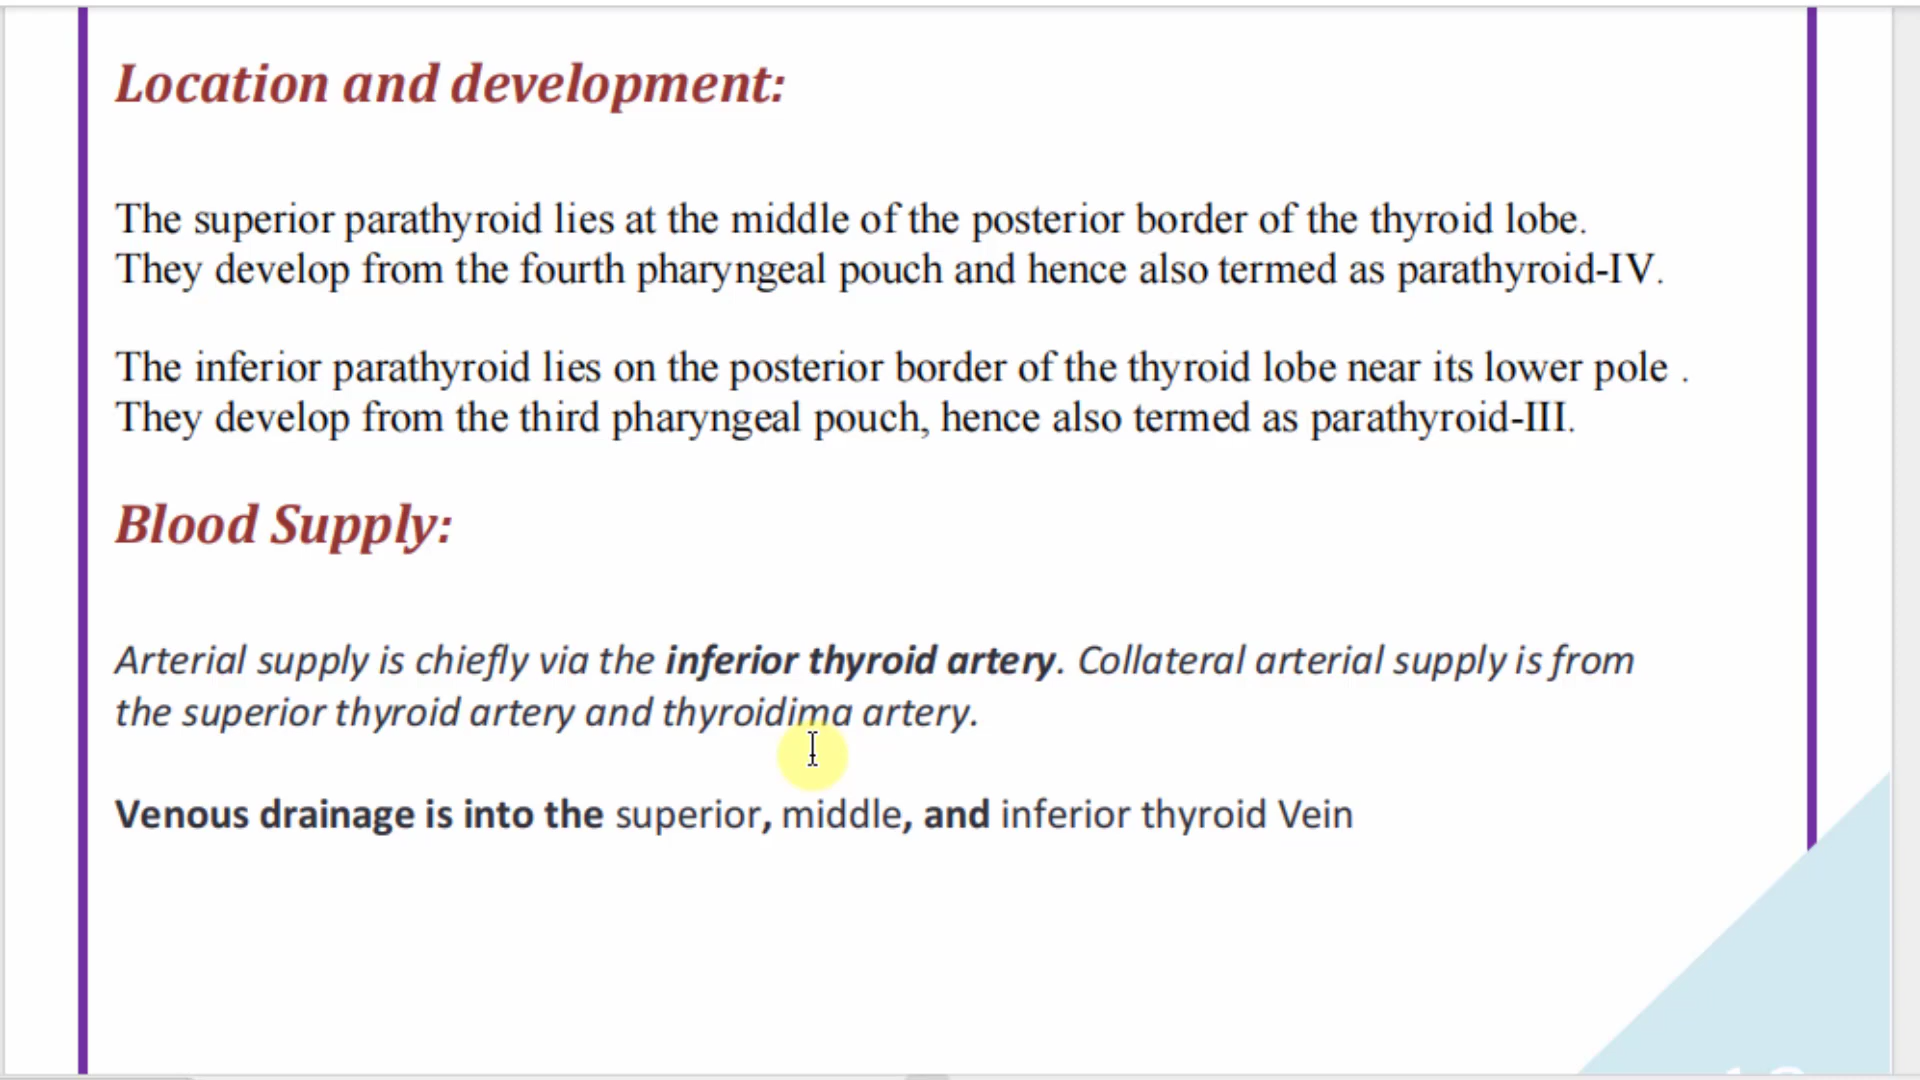 Location and development:
The superior parathyroid lies at the middle of the posterior border of the thyroid lobe.
They develop from the fourth pharyngeal pouch and hence also termed as parathyroid-IV.
The inferior parathyroid lies on the posterior border of the thyroid lobe near its lower pole .
They develop from the third pharyngeal pouch, hence also termed as parathyroid-III.
Blood Supply:
Arterial supply is chiefly via the inferior thyroid artery. Collateral arterial supply is from
the superior thyroid artery and thyroidima artery.
Venous drainage is into the superior, middle, and inferior thyroid Vein